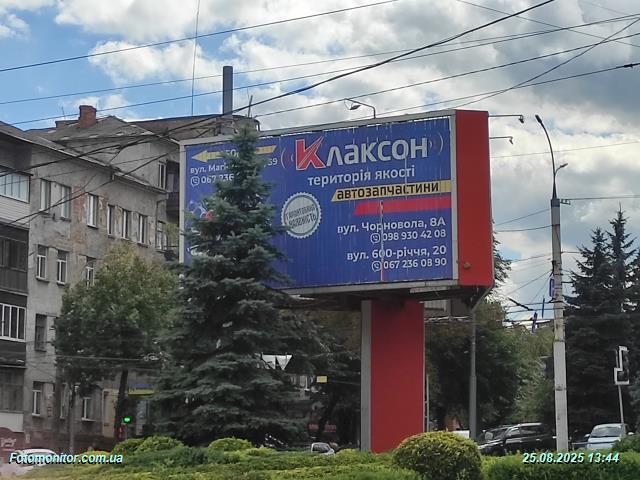 Клаксон
територія якості
автозапчастини
вул. Чорновола, 8А
098 930 42 08
вул. 600-річчя, 20
067 236 08 90
вул.
067 236
Fotomonitor.com.ua
25.08.2025 13:44